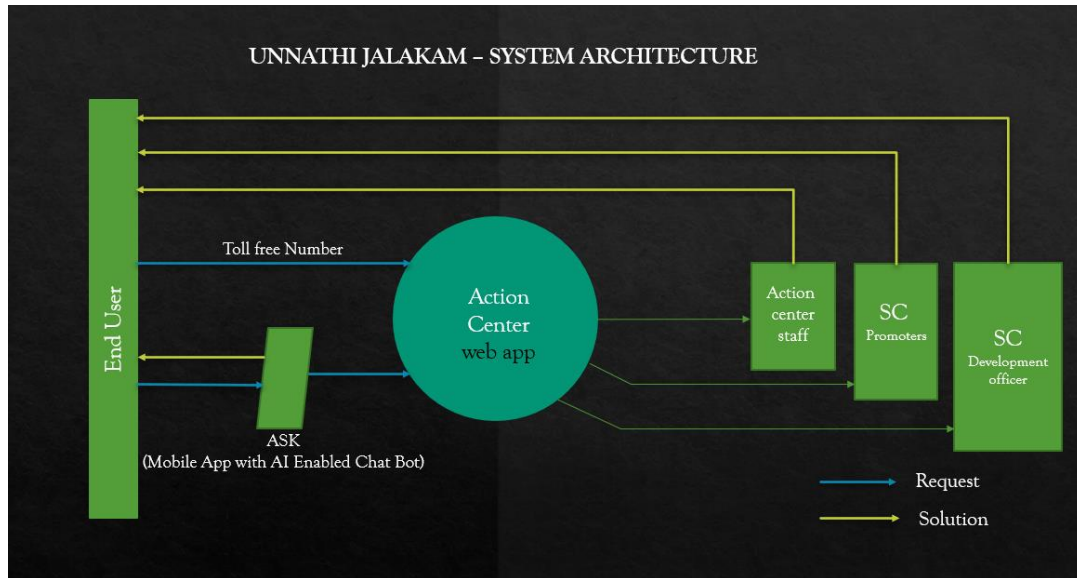 UNNATHI JALAKAM – SYSTEM ARCHITECTURE
End User
Toll free Number
ASK
(Mobile App with AI Enabled Chat Bot)
Action
Center
web app
Action
center
staff
SC
Promoters
SC
Development
officer
Request
Solution